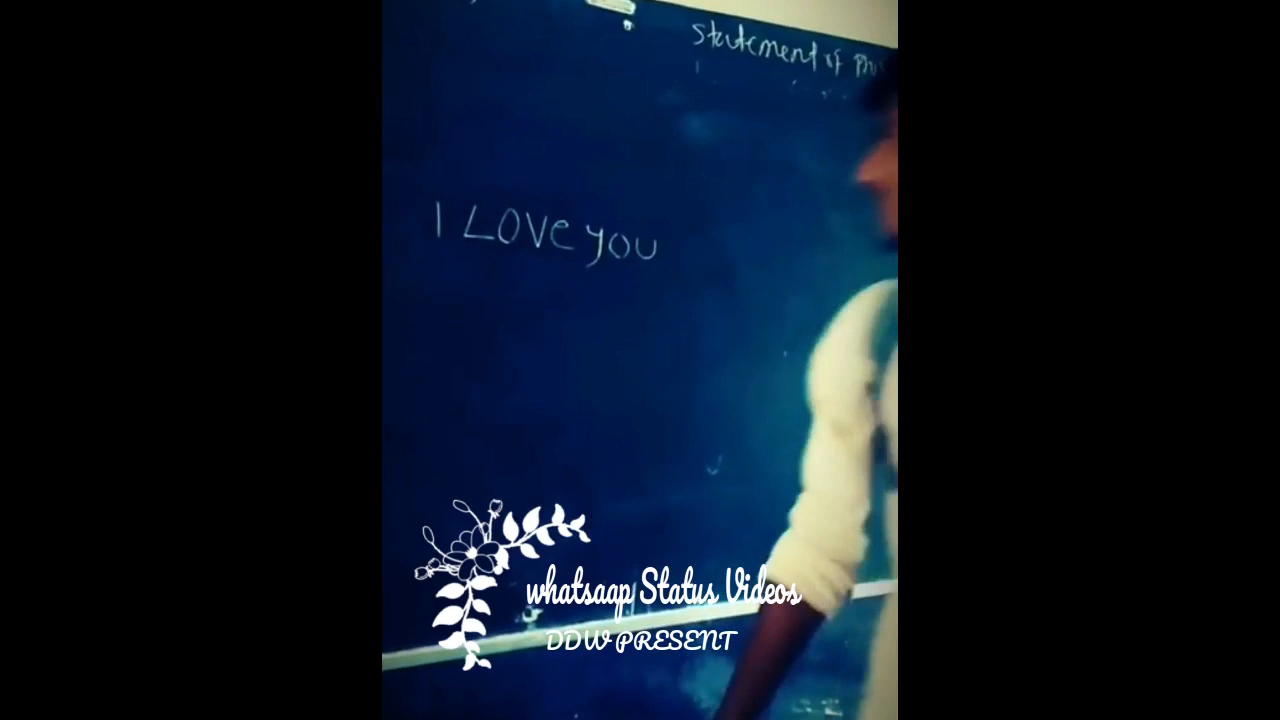 Statement of
I LOVe you
whatsaap Status Videos
DDW PRESENT